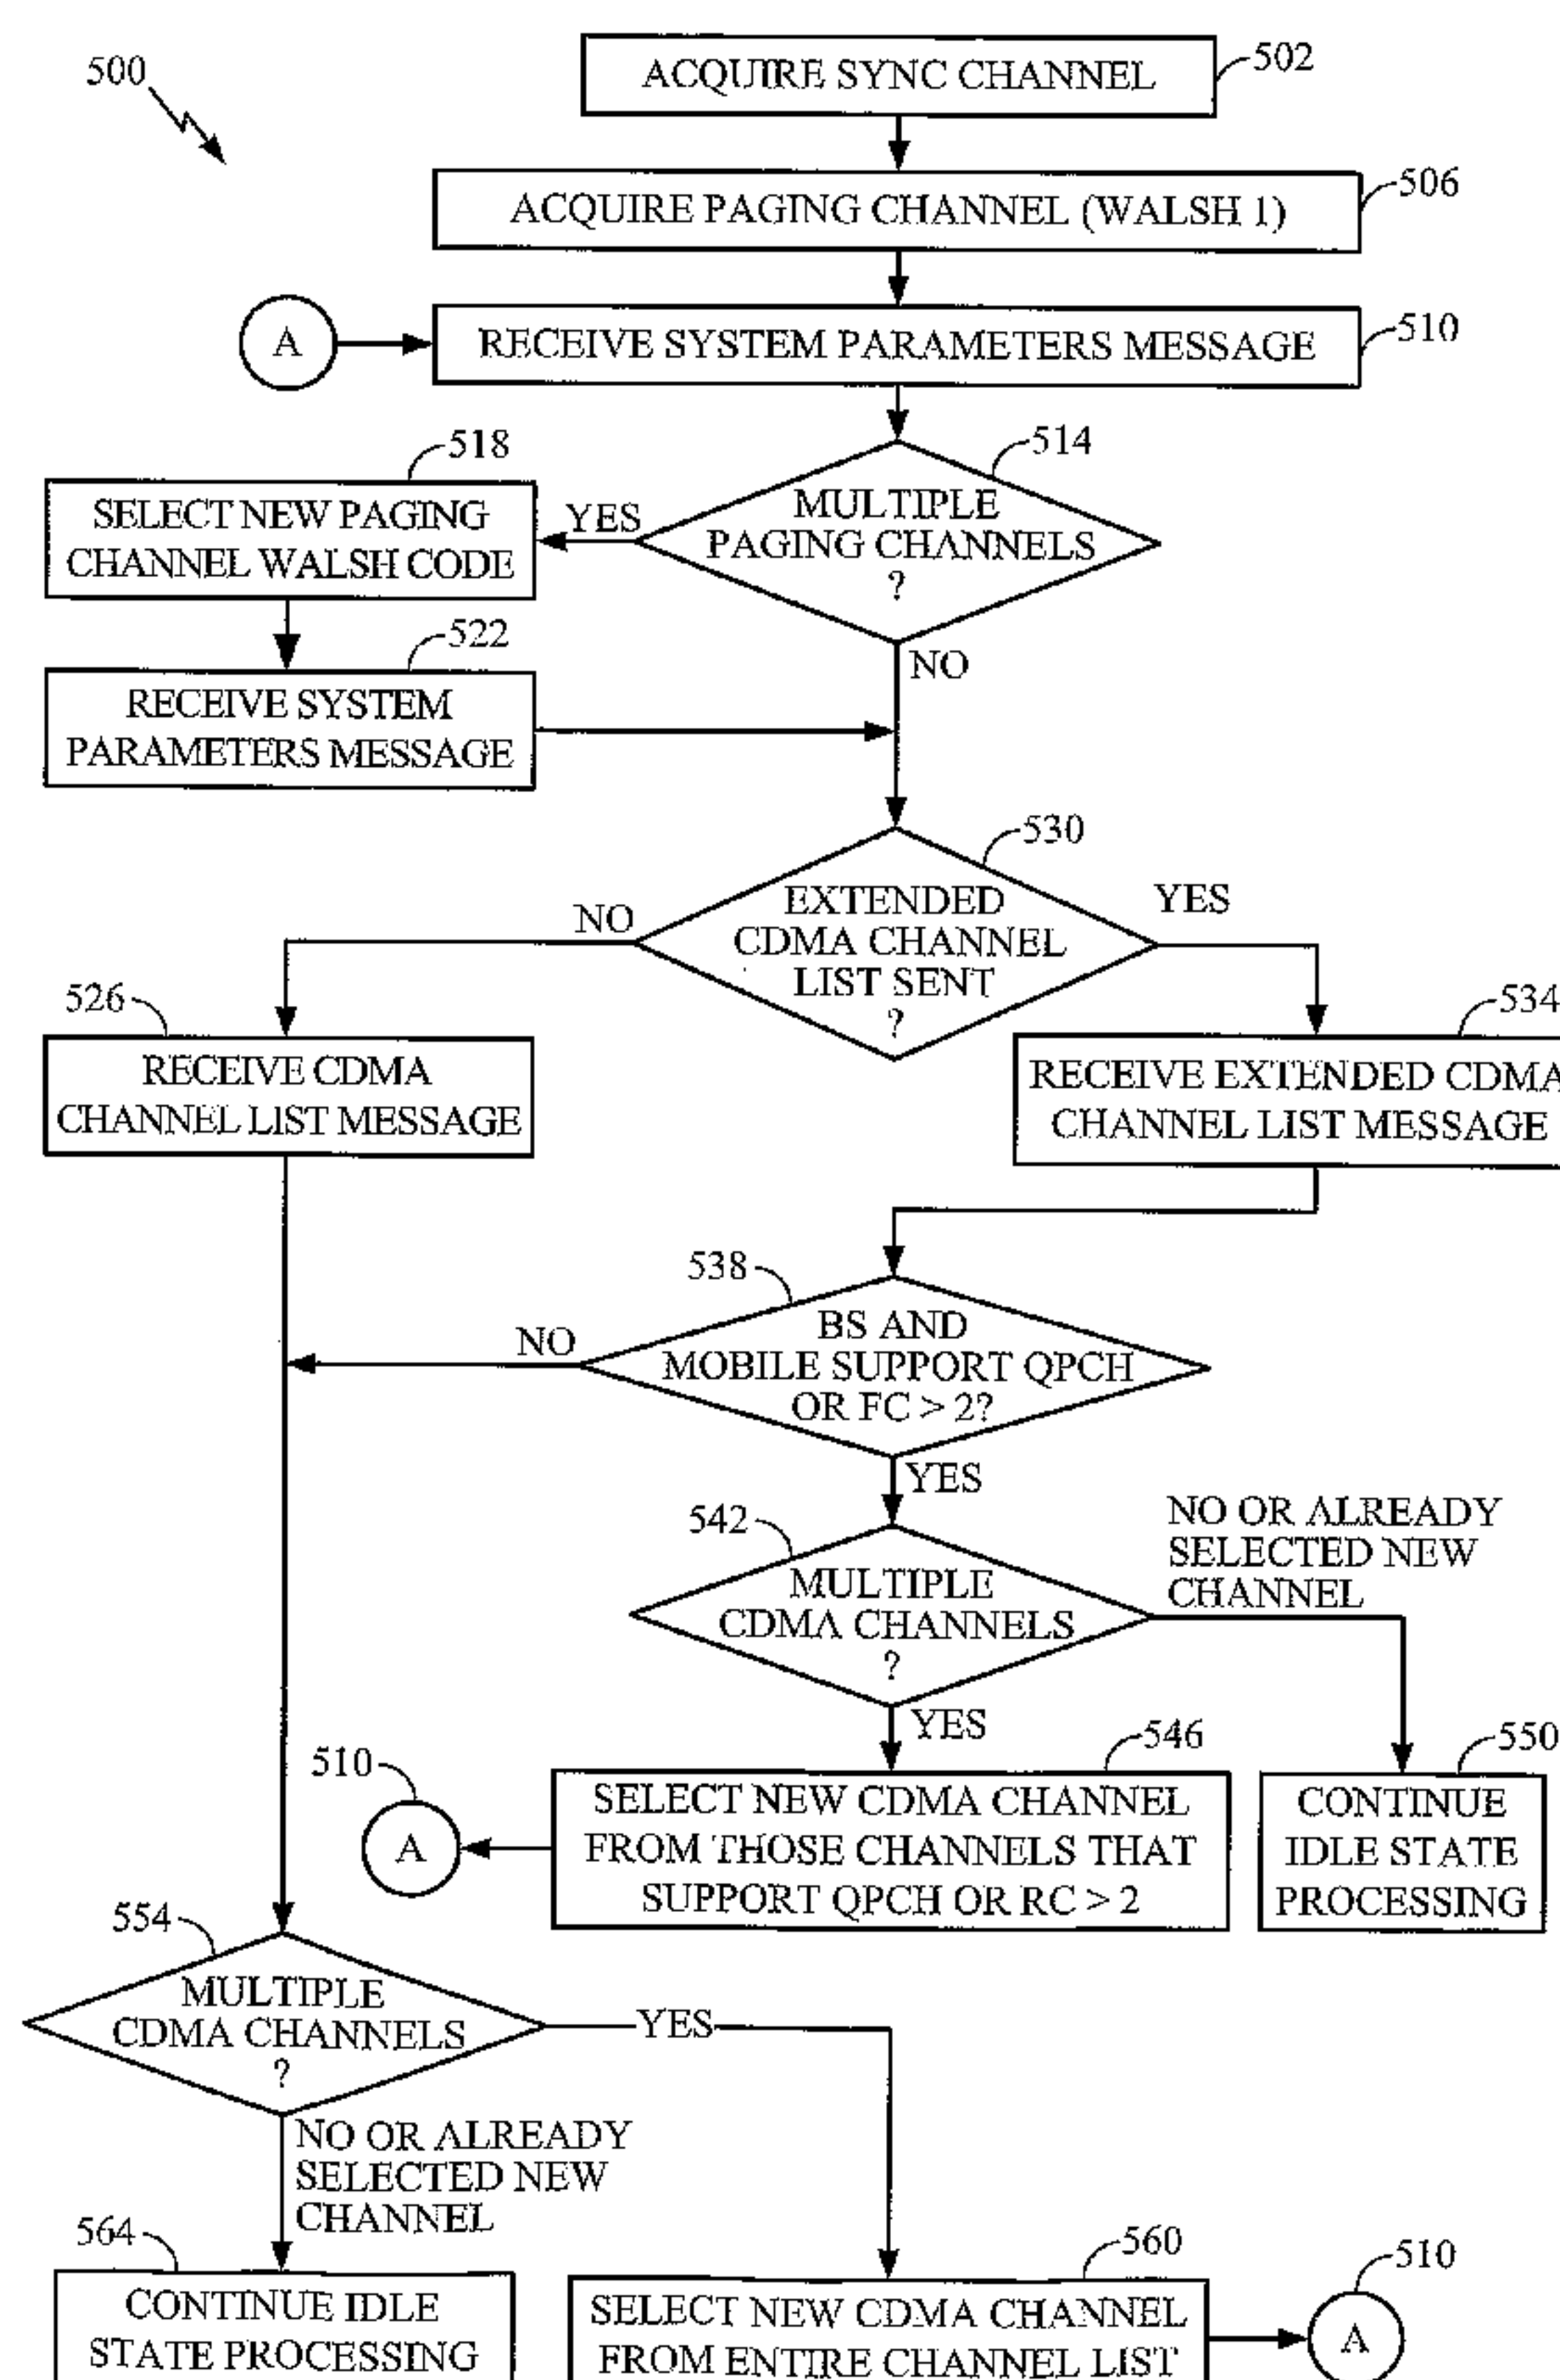 500
ACQUIRE SYNC CHANNEL
502
ACQUIRE PAGING CHANNEL (WALSH 1)
506
A
RECEIVE SYSTEM PARAMETERS MESSAGE
510
514
MULTIPLE
PAGING CHANNELS
?
YES
518
SELECT NEW PAGING
CHANNEL WALSH CODE
522
RECEIVE SYSTEM
PARAMETERS MESSAGE
NO
530
EXTENDED
CDMA CHANNEL
LIST SENT
?
NO
YES
526
RECEIVE CDMA
CHANNEL LIST MESSAGE
534
RECEIVE EXTENDED CDMA
CHANNEL LIST MESSAGE
538
BS AND
MOBILE SUPPORT QPCH
OR FC > 2?
NO
YES
542
MULTIPLE
CDMA CHANNELS
?
NO OR ALREADY
SELECTED NEW
CHANNEL
YES
510
A
546
SELECT NEW CDMA CHANNEL
FROM THOSE CHANNELS THAT
SUPPORT QPCH OR RC > 2
550
CONTINUE
IDLE STATE
PROCESSING
554
MULTIPLE
CDMA CHANNELS
?
YES
NO OR ALREADY
SELECTED NEW
CHANNEL
564
CONTINUE IDLE
STATE PROCESSING
560
SELECT NEW CDMA CHANNEL
FROM ENTIRE CHANNEL LIST
510
A